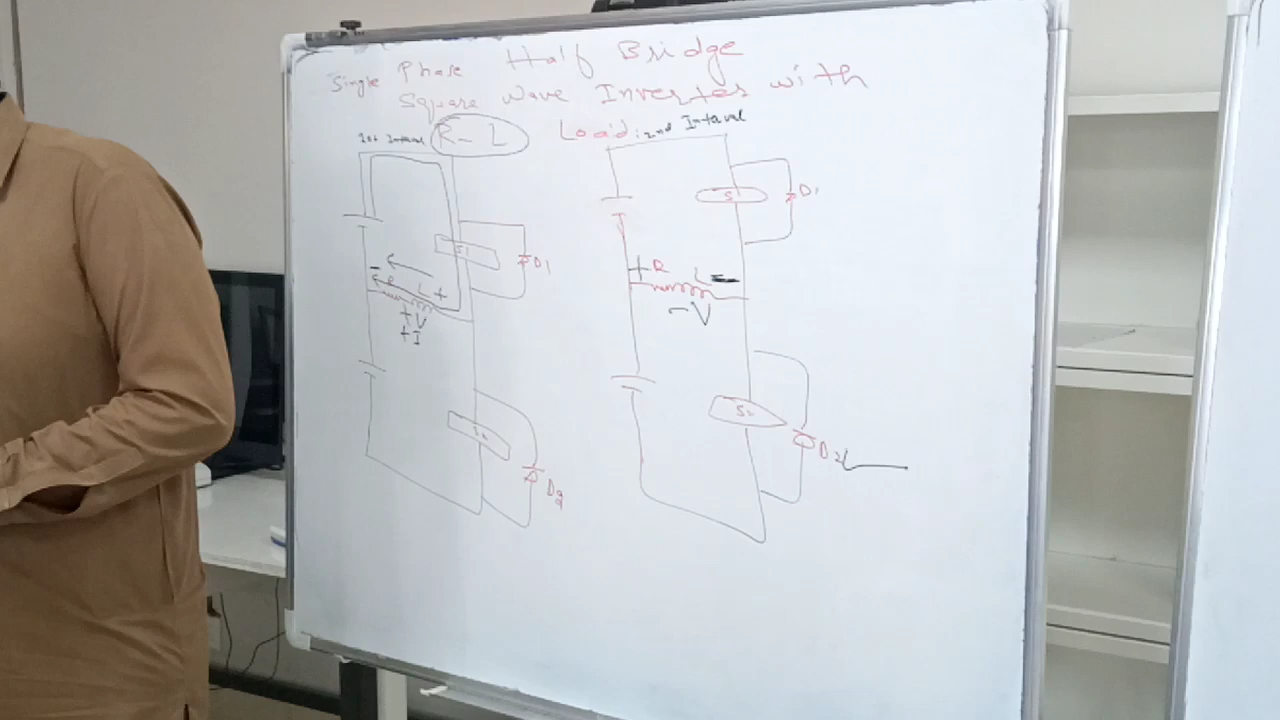 Single Phase Half Bridge
Square Wave Inverter with
R-L Load:
1st Interval
2nd Interval
S1
D1
-
R
L
+
+V
+I
S2
D2
S
D1
+
R
L
-
-V
S2
D2